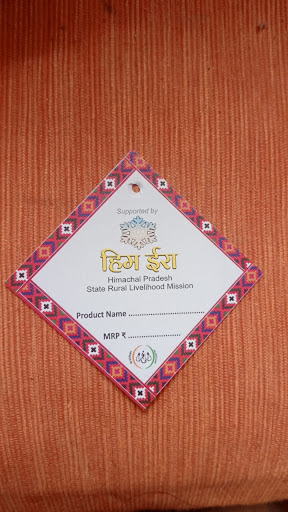 Supported by
हिम ईरा
Himachal Pradesh
State Rural Livelihood Mission
Product Name ................................
MRP ₹ ......................